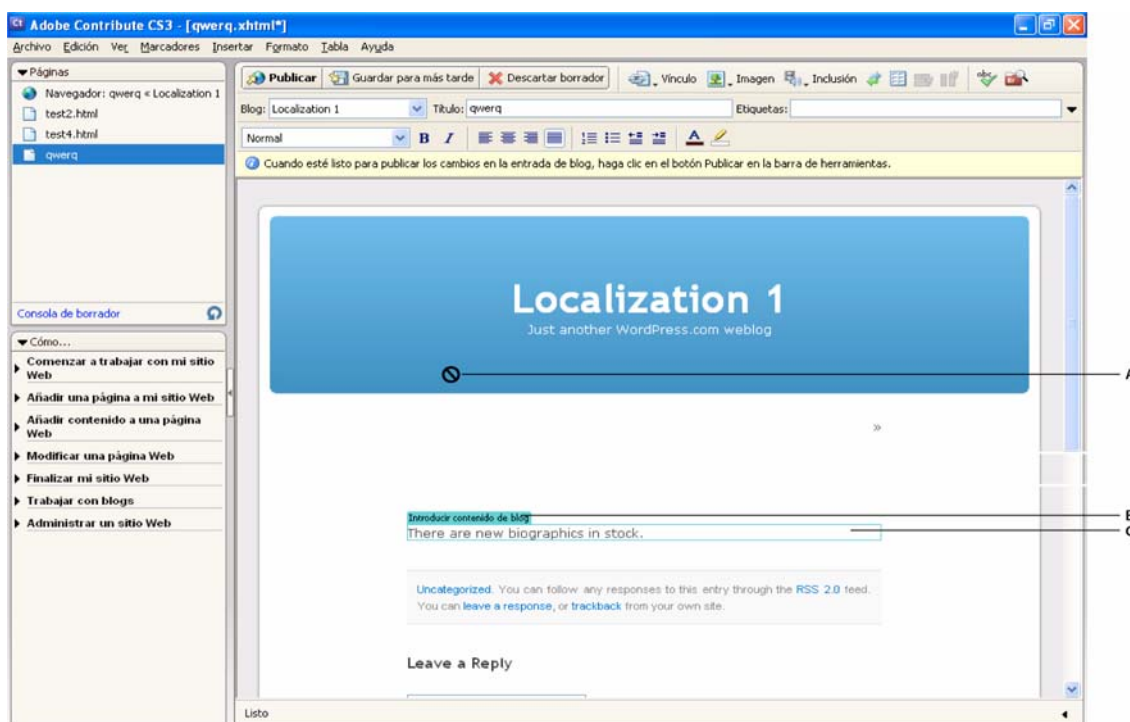 Adobe Contribute CS3 - [qwerq.xhtml*]
Archivo Edición Ver Marcadores Insertar Formato Tabla Ayuda
Páginas
Navegador: qwerq « Localization 1
test2.html
test4.html
qwerq
Consola de borrador
Cómo...
Comenzar a trabajar con mi sitio
Web
Añadir una página a mi sitio Web
Añadir contenido a una página
Web
Modificar una página Web
Finalizar mi sitio Web
Trabajar con blogs
Administrar un sitio Web
Publicar Guardar para más tarde Descartar borrador Vínculo Imagen Inclusión
Blog: Localization 1 Título: qwerq Etiquetas:
Normal B I A
Cuando esté listo para publicar los cambios en la entrada de blog, haga clic en el botón Publicar en la barra de herramientas.
Localization 1
Just another WordPress.com weblog
A
»
Introducir contenido de blog
B
There are new biographics in stock.
C
Uncategorized. You can follow any responses to this entry through the RSS 2.0 feed.
You can leave a response, or trackback from your own site.
Leave a Reply
Listo